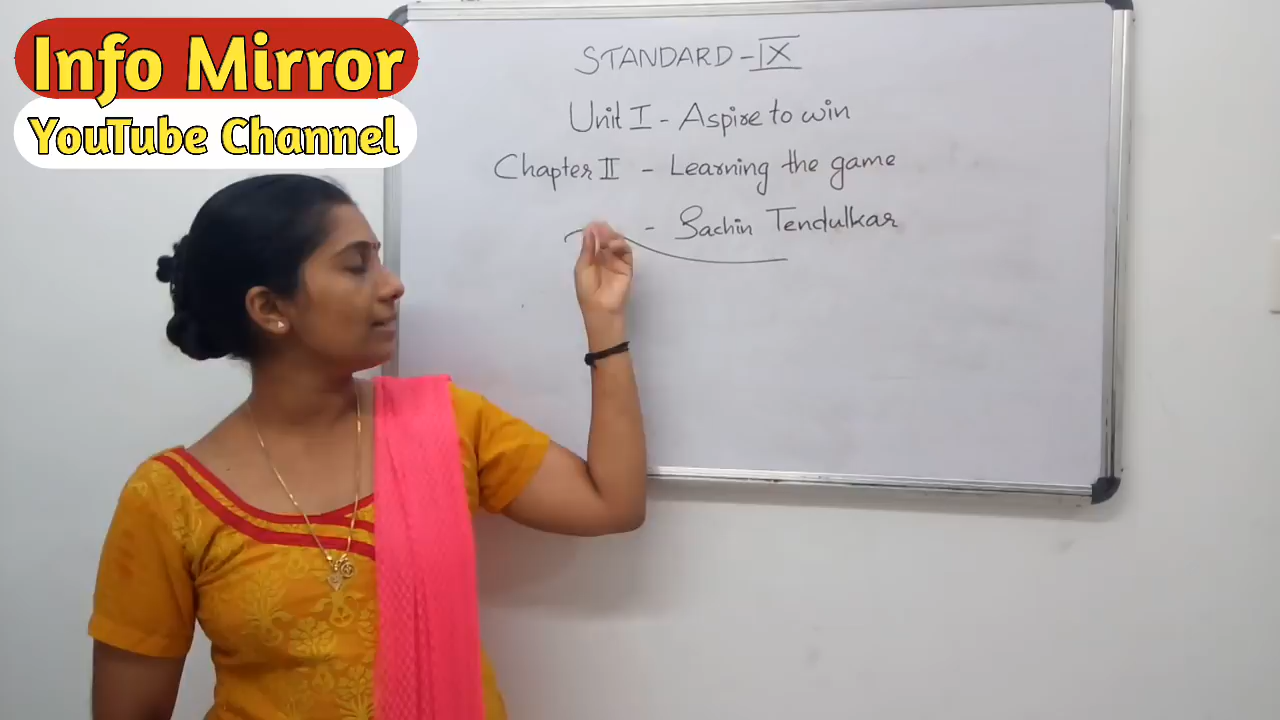 Info Mirror
YouTube Channel
STANDARD - IX
Unit I - Aspire to win
Chapter II - Learning the game
- Sachin Tendulkar